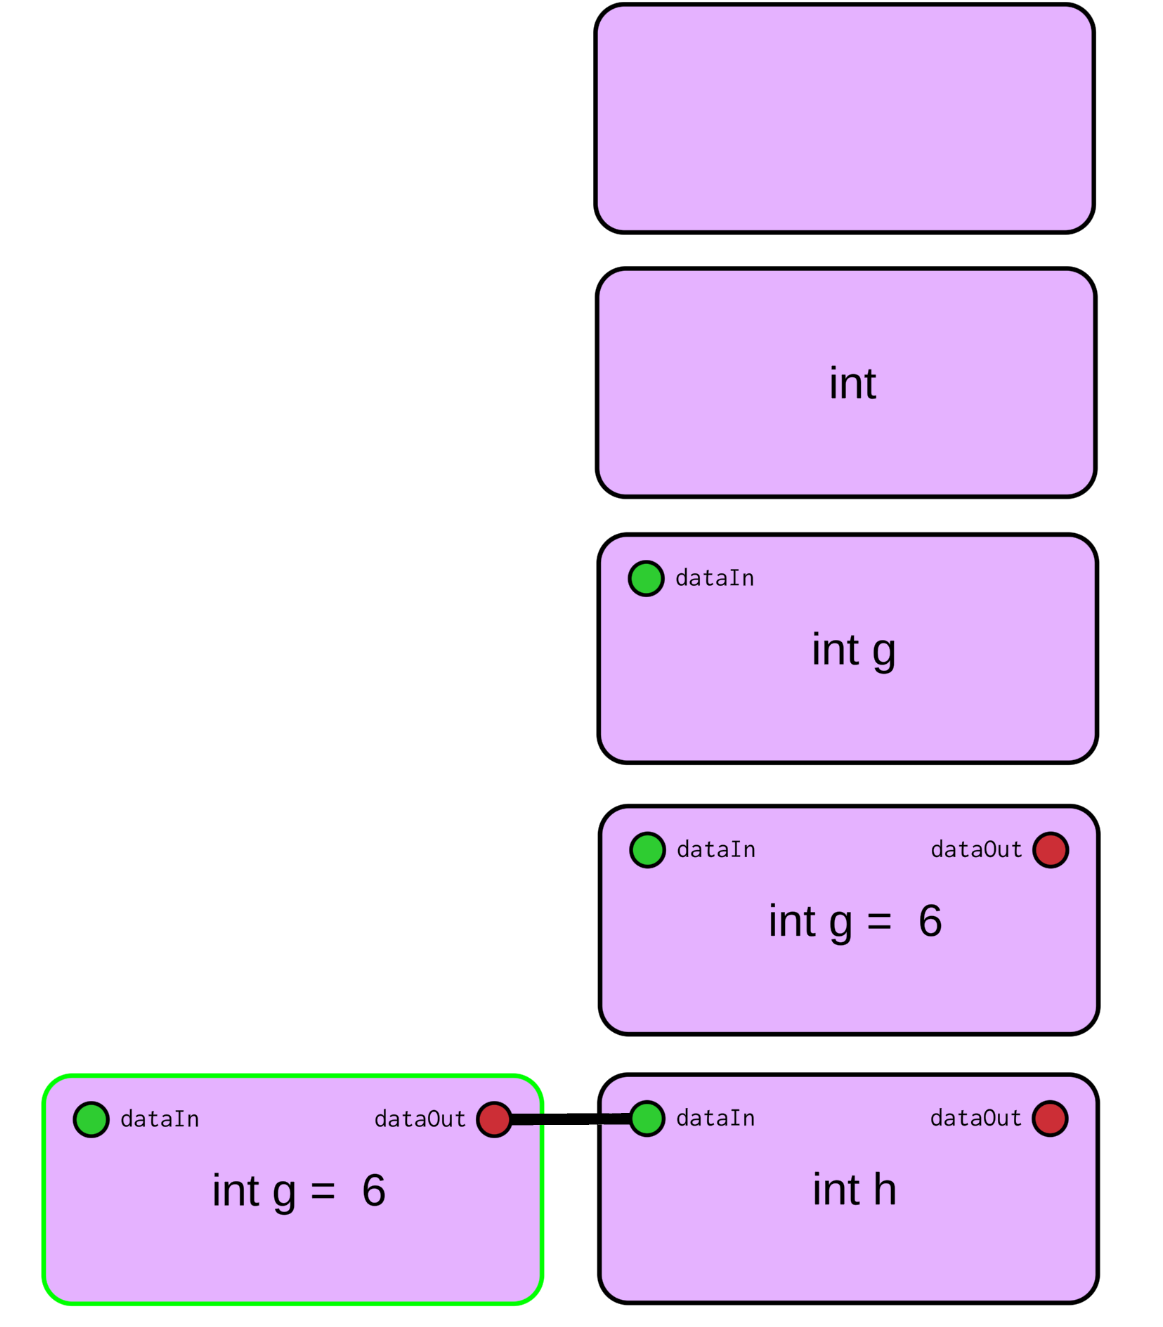 int
dataIn
int g
dataIn dataOut
int g =  6
dataIn dataOut dataIn dataOut
int g =  6 int h